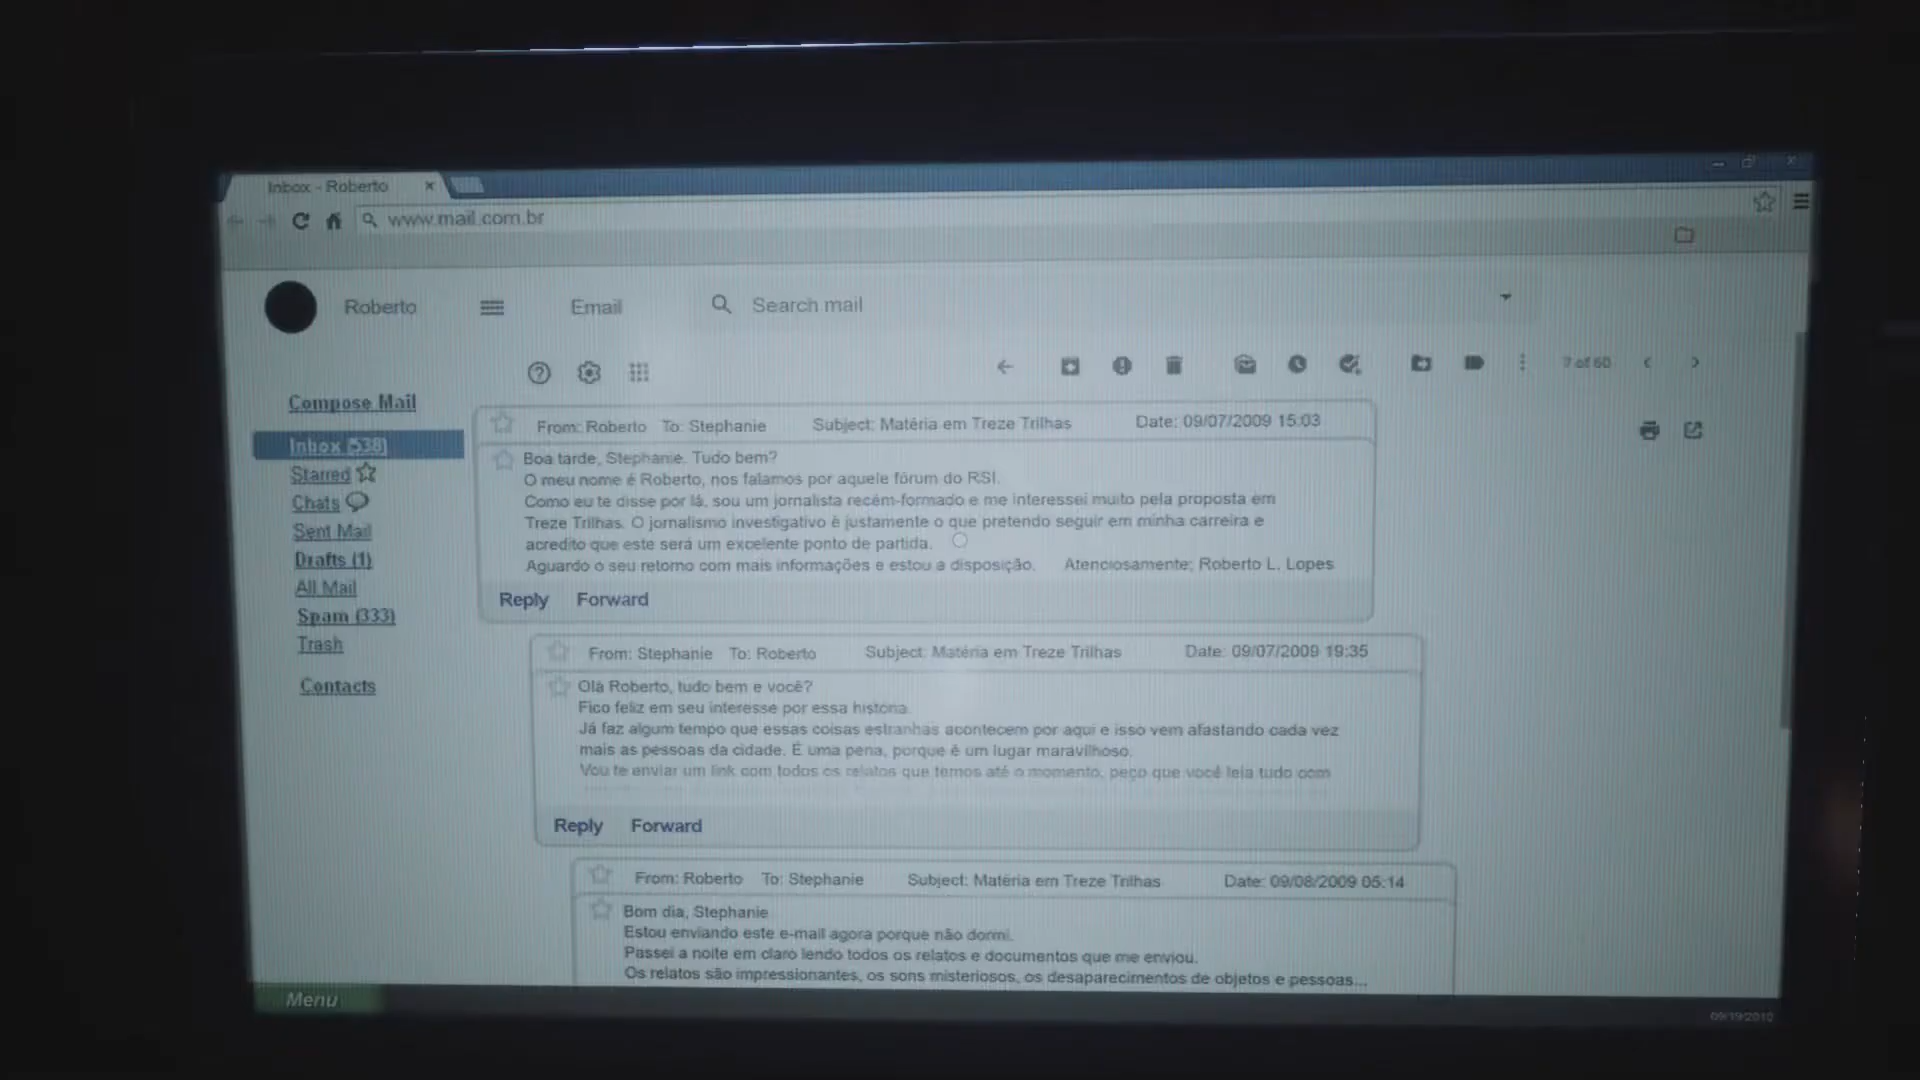 Inbox - Roberto
www.mail.com.br
Roberto
Email
Search mail
7 of 60
Compose Mail
Inbox (538)
Starred
Chats
Sent Mail
Drafts (1)
All Mail
Spam (333)
Trash
Contacts
From: Roberto To: Stephanie Subject: Matéria em Treze Trilhas Date: 09/07/2009 15:03
Boa tarde, Stephanie. Tudo bem?
O meu nome é Roberto, nos falamos por aquele fórum do RSI.
Como eu te disse por lá, sou um jornalista recém-formado e me interessei muito pela proposta em
Treze Trilhas. O jornalismo investigativo é justamente o que pretendo seguir em minha carreira e
acredito que este será um excelente ponto de partida.
Aguardo o seu retorno com mais informações e estou a disposição. Atenciosamente; Roberto L. Lopes
Reply Forward
From: Stephanie To: Roberto Subject: Matéria em Treze Trilhas Date: 09/07/2009 19:35
Olá Roberto, tudo bem e você?
Fico feliz em seu interesse por essa história.
Já faz algum tempo que essas coisas estranhas acontecem por aqui e isso vem afastando cada vez
mais as pessoas da cidade. É uma pena, porque é um lugar maravilhoso.
Vou te enviar um link com todos os relatos que temos até o momento, peço que você leia tudo com
Reply Forward
From: Roberto To: Stephanie Subject: Matéria em Treze Trilhas Date: 09/08/2009 05:14
Bom dia, Stephanie
Estou enviando este e-mail agora porque não dormi.
Passei a noite em claro lendo todos os relatos e documentos que me enviou.
Os relatos são impressionantes, os sons misteriosos, os desaparecimentos de objetos e pessoas...
Menu
09/19/2010